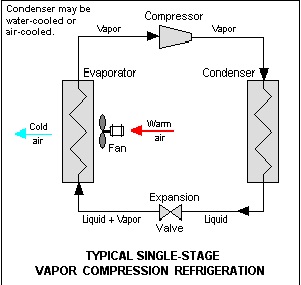 Condenser may be
water-cooled or
air-cooled.
Compressor
Vapor
Vapor
Evaporator
Condenser
Cold
air
Warm
air
Fan
Expansion
Valve
Liquid + Vapor
Liquid
TYPICAL SINGLE-STAGE
VAPOR COMPRESSION REFRIGERATION